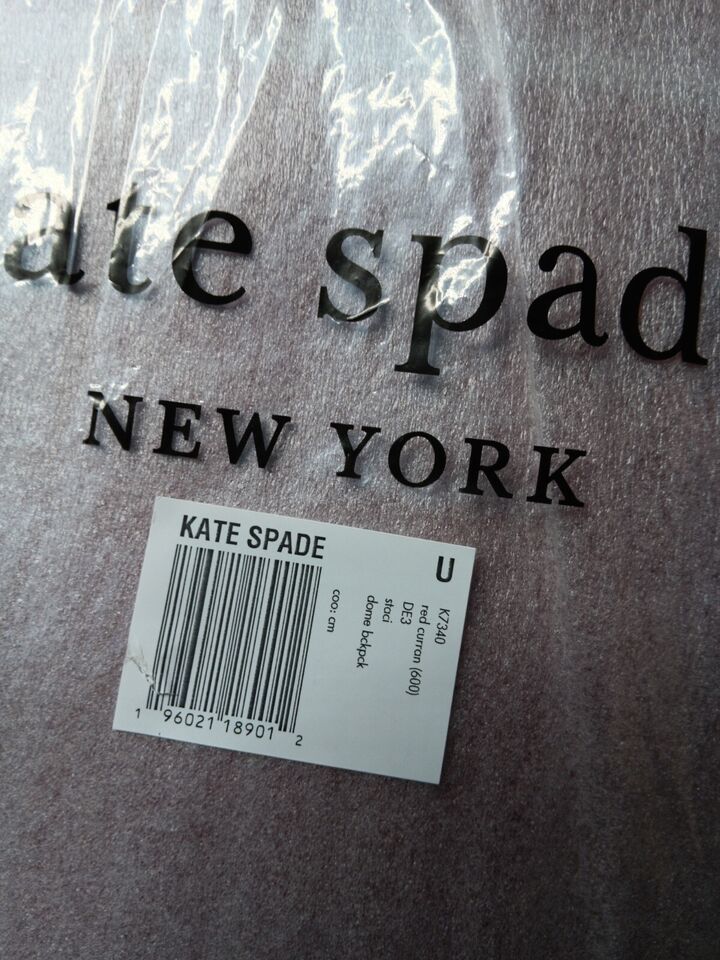 ate spad
NEW YORK
KATE SPADE
U
K7340
red curran (600)
DE3
staci
dome bckpck
coo: cm
1 96021 18901 2